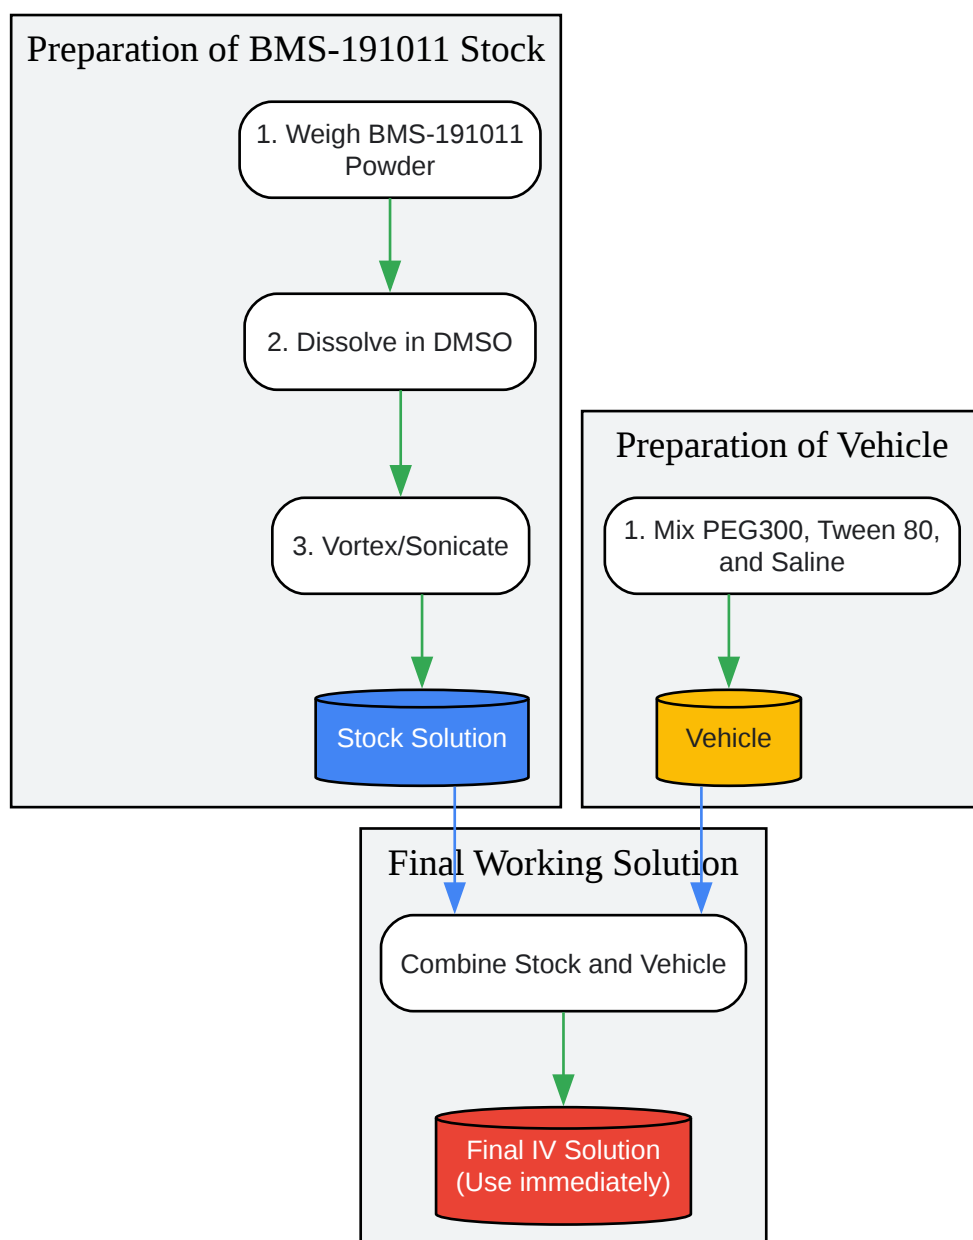 Preparation of BMS-191011 Stock
1. Weigh BMS-191011
Powder
2. Dissolve in DMSO
3. Vortex/Sonicate
Stock Solution
Preparation of Vehicle
1. Mix PEG300, Tween 80,
and Saline
Vehicle
Final Working Solution
Combine Stock and Vehicle
Final IV Solution
(Use immediately)